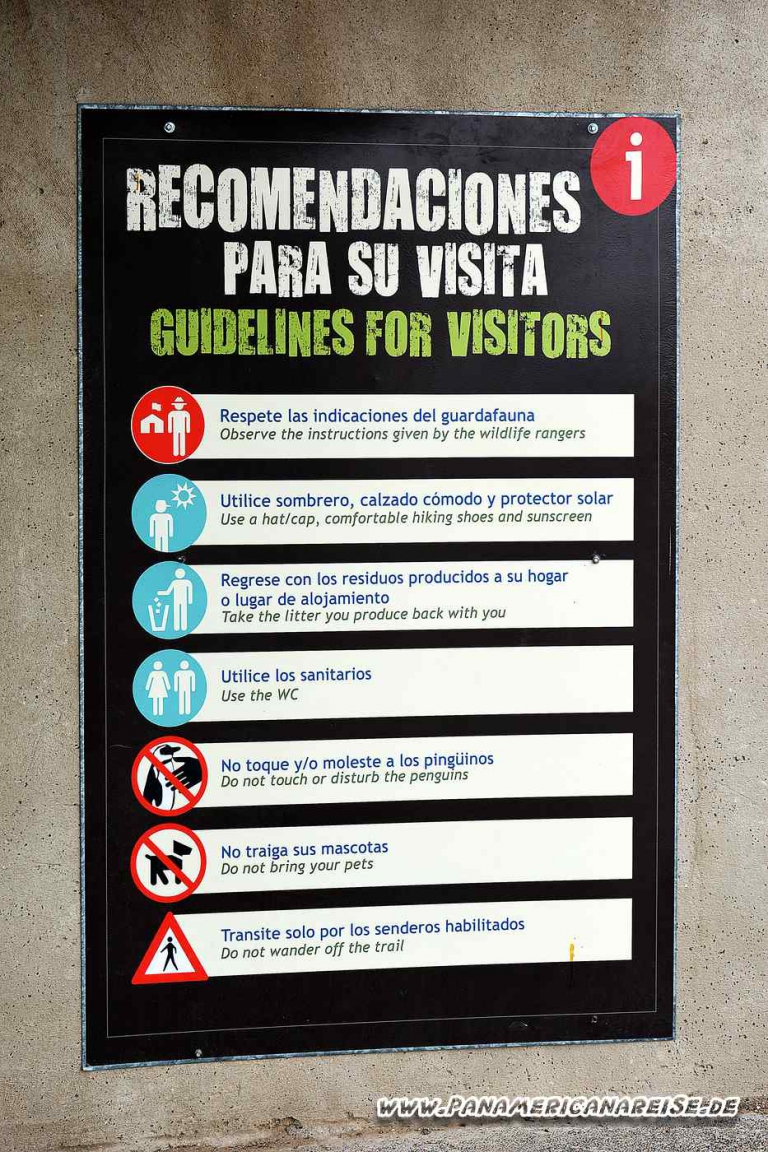 i
RECOMENDACIONES
PARA SU VISITA
GUIDELINES FOR VISITORS
Respete las indicaciones del guardafauna
Observe the instructions given by the wildlife rangers
Utilice sombrero, calzado cómodo y protector solar
Use a hat/cap, comfortable hiking shoes and sunscreen
Regrese con los residuos producidos a su hogar
o lugar de alojamiento
Take the litter you produce back with you
Utilice los sanitarios
Use the WC
No toque y/o moleste a los pingüinos
Do not touch or disturb the penguins
No traiga sus mascotas
Do not bring your pets
Transite solo por los senderos habilitados
Do not wander off the trail
www.Panamericanareise.de